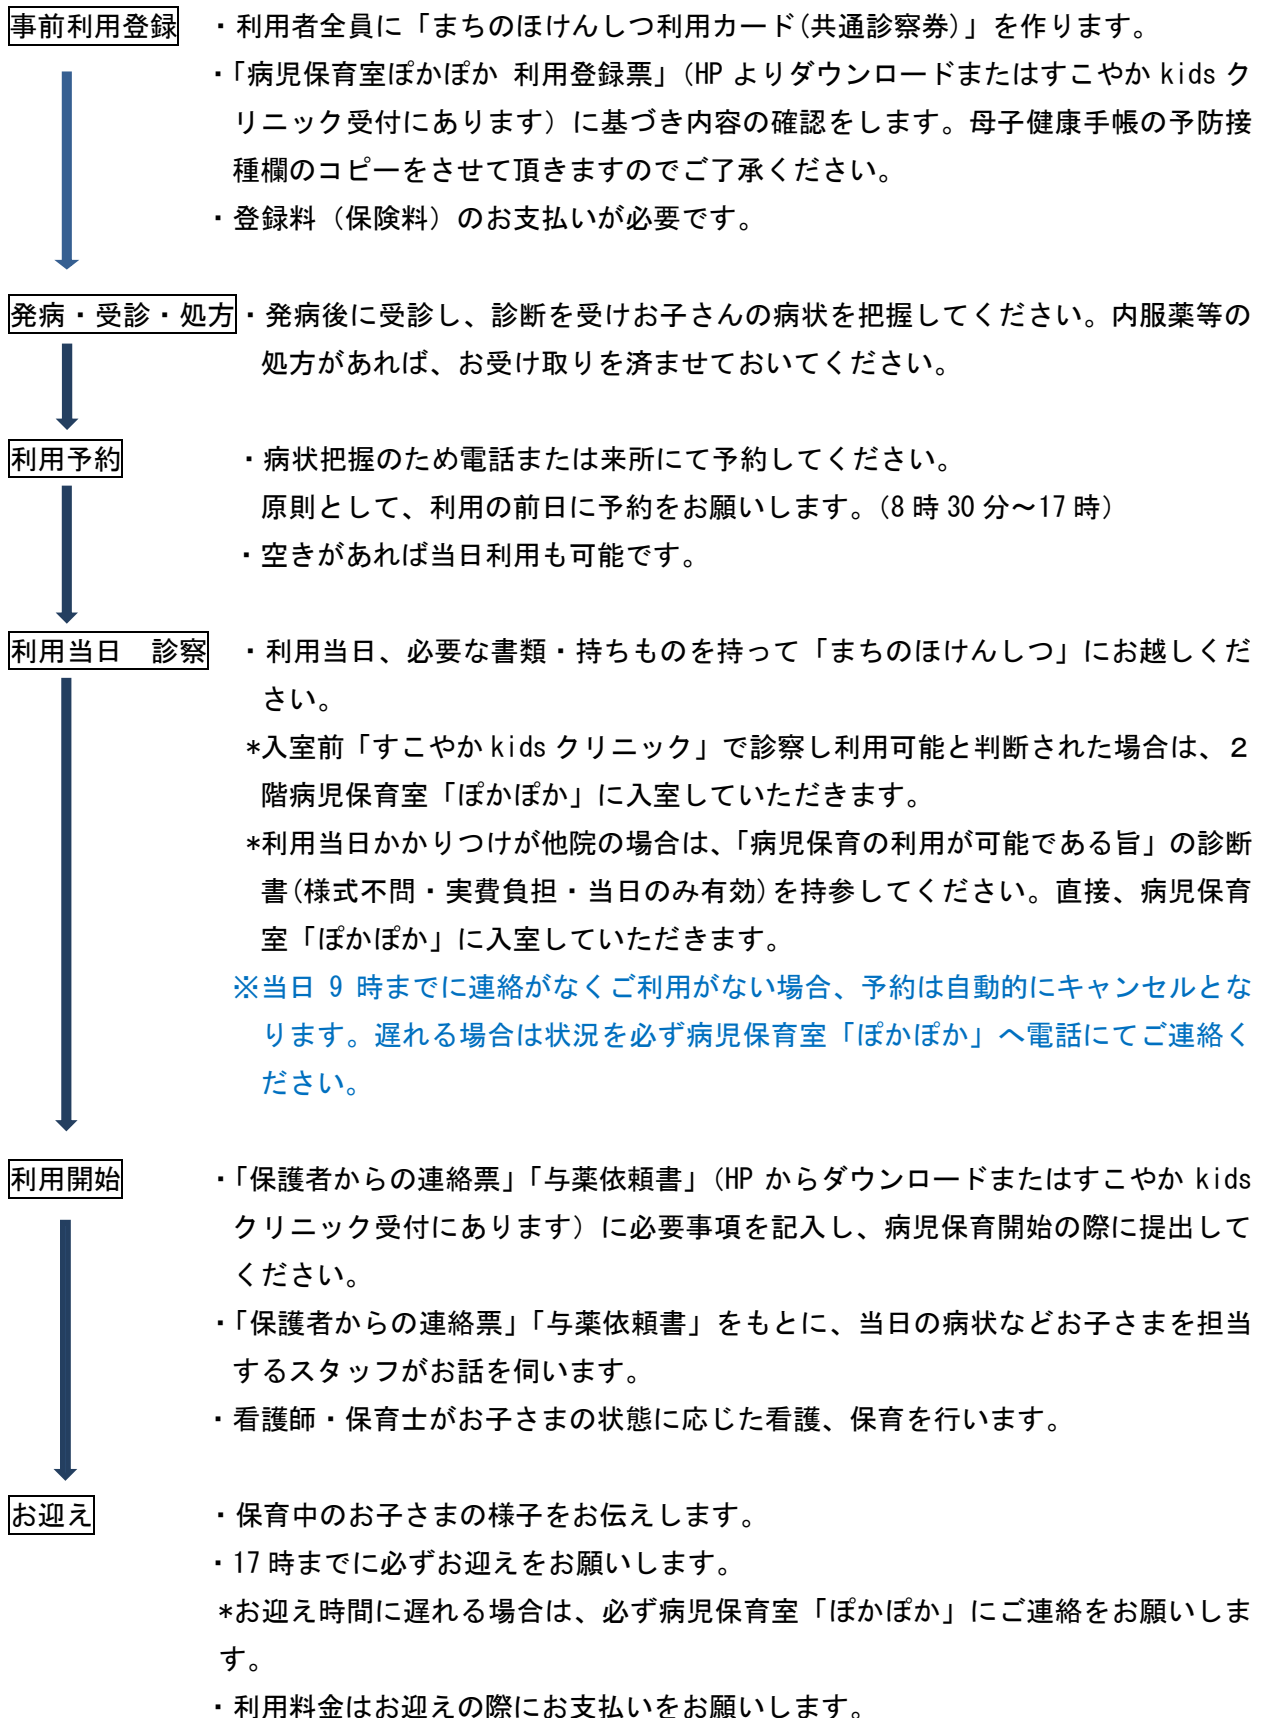 事前利用登録 ・利用者全員に「まちのほけんしつ利用カード(共通診察券)」を作ります。
・「病児保育室ぽかぽか 利用登録票」(HP よりダウンロードまたはすこやか kids ク
リニック受付にあります）に基づき内容の確認をします。母子健康手帳の予防接
種欄のコピーをさせて頂きますのでご了承ください。
・登録料（保険料）のお支払いが必要です。
発病・受診・処方 ・発病後に受診し、診断を受けお子さんの病状を把握してください。内服薬等の
処方があれば、お受け取りを済ませておいてください。
利用予約 ・病状把握のため電話または来所にて予約してください。
原則として、利用の前日に予約をお願いします。(8 時 30 分～17 時)
・空きがあれば当日利用も可能です。
利用当日　診察 ・利用当日、必要な書類・持ちものを持って「まちのほけんしつ」にお越しくだ
さい。
*入室前「すこやか kids クリニック」で診察し利用可能と判断された場合は、２
階病児保育室「ぽかぽか」に入室していただきます。
*利用当日かかりつけが他院の場合は、「病児保育の利用が可能である旨」の診断
書(様式不問・実費負担・当日のみ有効)を持参してください。直接、病児保育
室「ぽかぽか」に入室していただきます。
※当日 9 時までに連絡がなくご利用がない場合、予約は自動的にキャンセルとな
ります。遅れる場合は状況を必ず病児保育室「ぽかぽか」へ電話にてご連絡く
ださい。
利用開始 ・「保護者からの連絡票」「与薬依頼書」(HP からダウンロードまたはすこやか kids
クリニック受付にあります）に必要事項を記入し、病児保育開始の際に提出して
ください。
・「保護者からの連絡票」「与薬依頼書」をもとに、当日の病状などお子さまを担当
するスタッフがお話を伺います。
・看護師・保育士がお子さまの状態に応じた看護、保育を行います。
お迎え ・保育中のお子さまの様子をお伝えします。
・17 時までに必ずお迎えをお願いします。
*お迎え時間に遅れる場合は、必ず病児保育室「ぽかぽか」にご連絡をお願いしま
す。
・利用料金はお迎えの際にお支払いをお願いします。